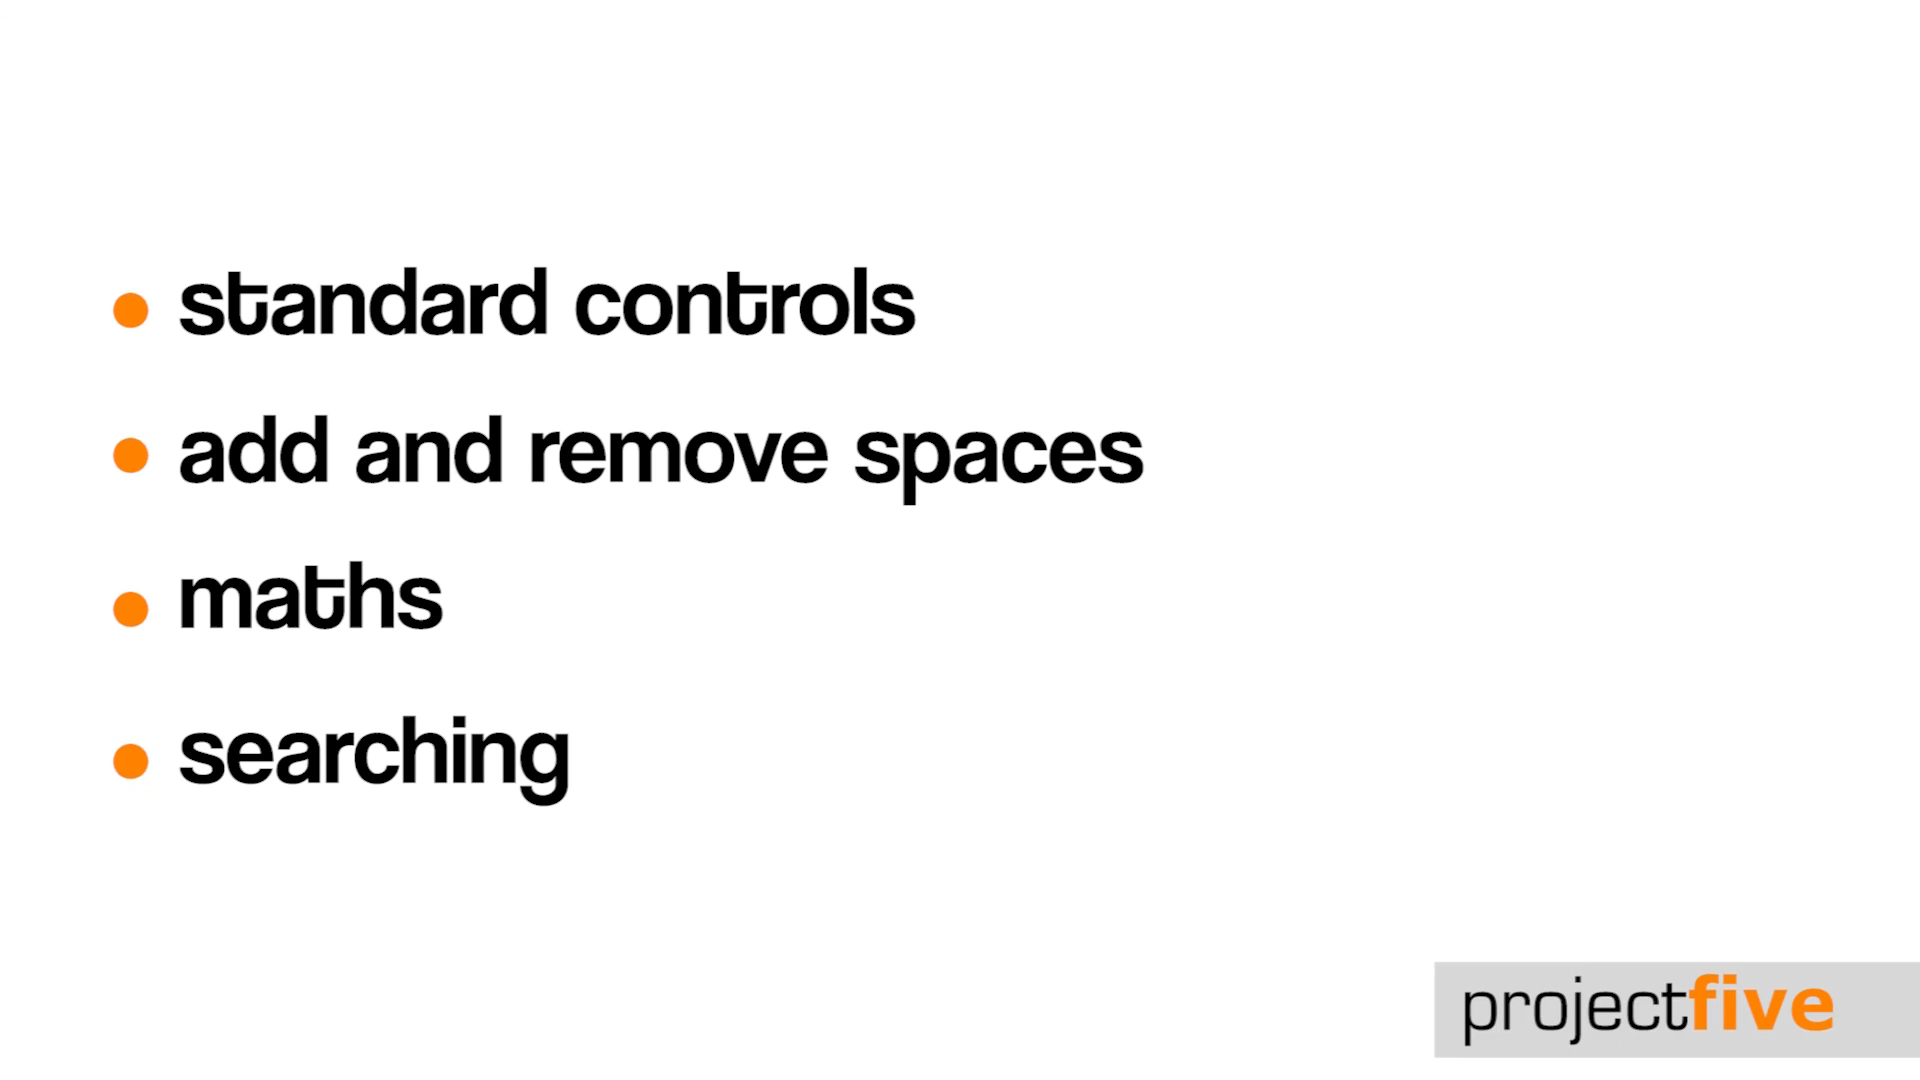 standard controls
add and remove spaces
maths
searching
projectfive